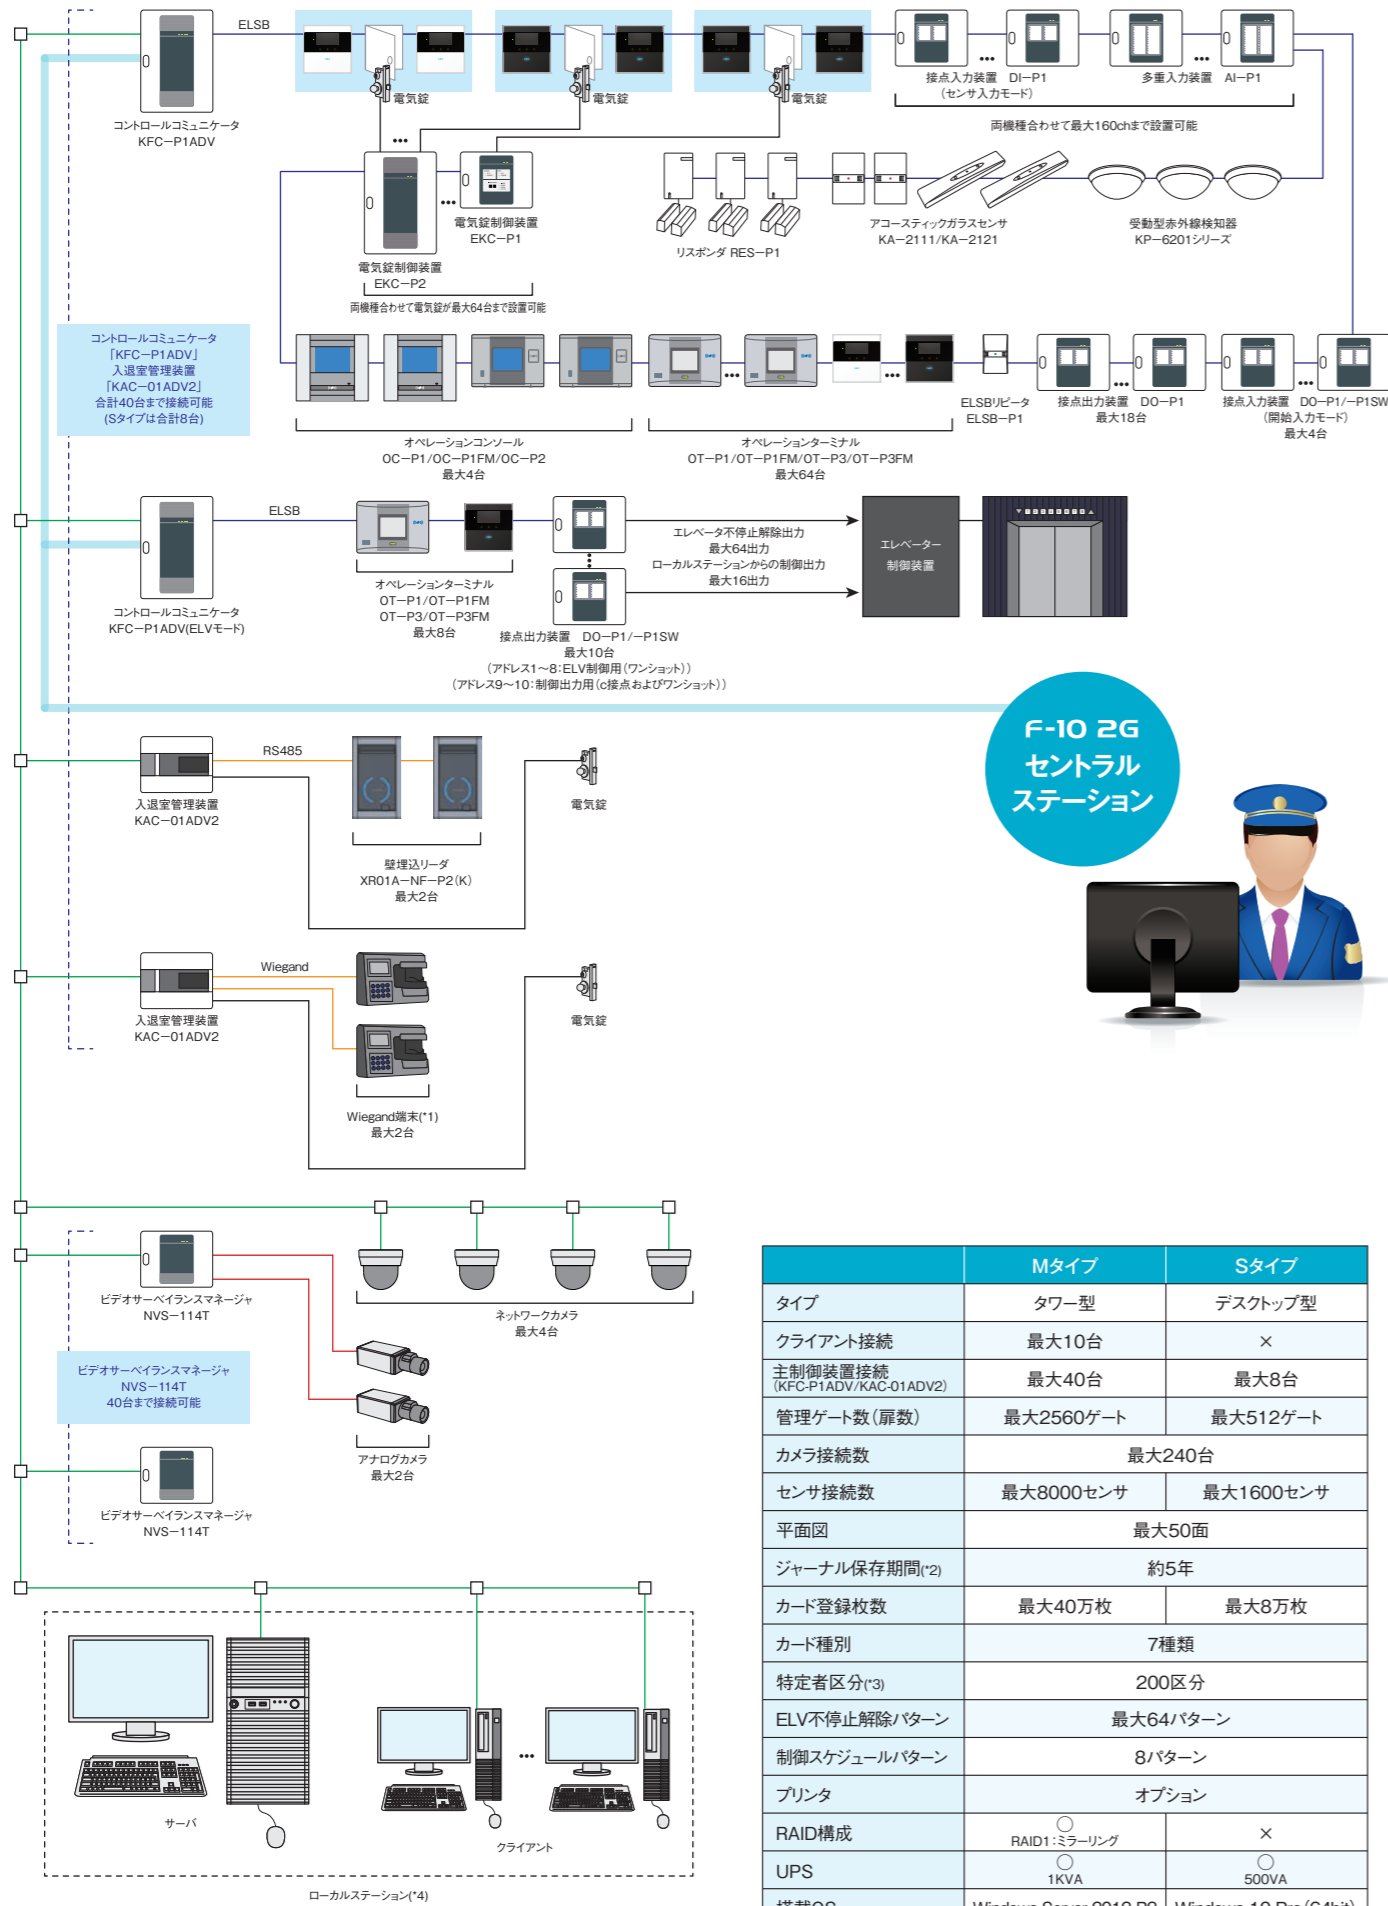 ELSB
コントロールコミュニケータ
KFC−P1ADV
電気錠
電気錠
電気錠
接点入力装置 DI−P1
(センサ入力モード)
多重入力装置 AI−P1
両機種合わせて最大160chまで設置可能
電気錠制御装置
EKC−P1
電気錠制御装置
EKC−P2
両機種合わせて電気錠が最大64台まで設置可能
リスポンダ RES−P1
アコースティックガラスセンサ
KA−2111/KA−2121
受動型赤外線検知器
KP−6201シリーズ
コントロールコミュニケータ
「KFC−P1ADV」
入退室管理装置
「KAC−01ADV2」
合計40台まで接続可能
(Sタイプは合計8台)
オペレーションコンソール
OC−P1/OC−P1FM/OC−P2
最大4台
オペレーションターミナル
OT−P1/OT−P1FM/OT−P3/OT−P3FM
最大64台
ELSBリピータ
ELSB−P1
接点出力装置 DO−P1
最大18台
接点入力装置 DO−P1/−P1SW
(開始入力モード)
最大4台
ELSB
コントロールコミュニケータ
KFC−P1ADV(ELVモード)
オペレーションターミナル
OT−P1/OT−P1FM
OT−P3/OT−P3FM
最大8台
接点出力装置 DO−P1/−P1SW
最大10台
(アドレス1〜8:ELV制御用(ワンショット))
(アドレス9〜10:制御出力用(c接点およびワンショット))
エレベータ不停止解除出力
最大64出力
ローカルステーションからの制御出力
最大16出力
エレベーター
制御装置
F-10 2G
セントラル
ステーション
RS485
入退室管理装置
KAC−01ADV2
壁埋込リーダ
XR01A−NF−P2(K)
最大2台
電気錠
Wiegand
入退室管理装置
KAC−01ADV2
Wiegand端末(*1)
最大2台
電気錠
ビデオサーベイランスマネージャ
NVS−114T
ネットワークカメラ
最大4台
ビデオサーベイランスマネージャ
NVS−114T
40台まで接続可能
アナログカメラ
最大2台
ビデオサーベイランスマネージャ
NVS−114T
サーバ
クライアント
ローカルステーション(*4)
Mタイプ Sタイプ
タイプ タワー型 デスクトップ型
クライアント接続 最大10台 ×
主制御装置接続 最大40台 最大8台
(KFC-P1ADV/KAC-01ADV2)
管理ゲート数(扉数) 最大2560ゲート 最大512ゲート
カメラ接続数 最大240台
センサ接続数 最大8000センサ 最大1600センサ
平面図 最大50面
ジャーナル保存期間(*2) 約5年
カード登録枚数 最大40万枚 最大8万枚
カード種別 7種類
特定者区分(*3) 200区分
ELV不停止解除パターン 最大64パターン
制御スケジュールパターン 8パターン
プリンタ オプション
RAID構成 ○ ×
RAID1:ミラーリング
UPS ○ ○
1KVA 500VA
搭載OS Windows Server 2012 R2 Windows 10 Pro(64bit)